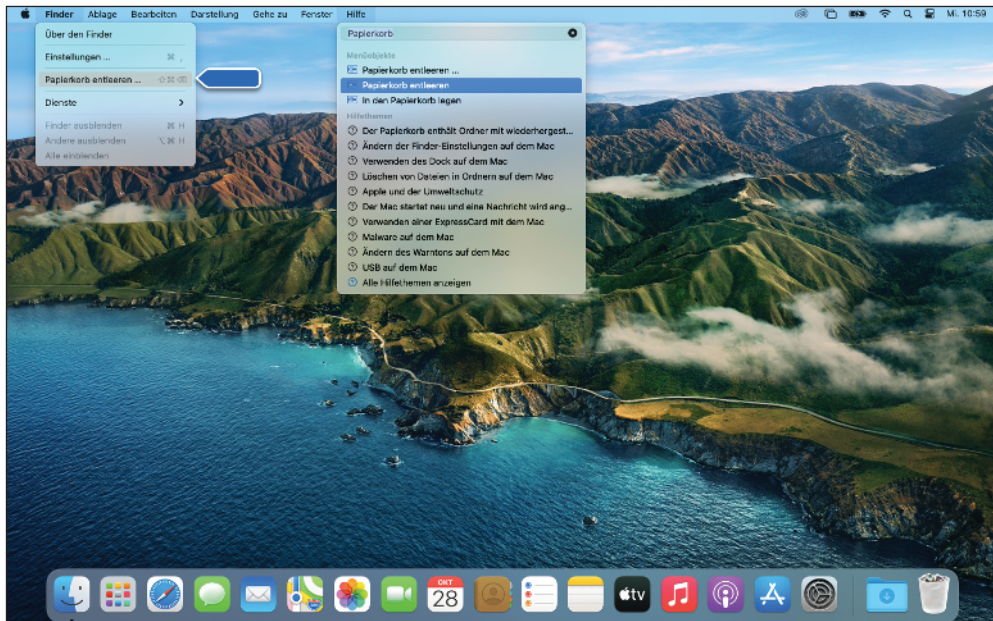 Finder Ablage Bearbeiten Darstellung Gehe zu Fenster Hilfe Mi. 10:59
Über den Finder
Einstellungen ... ⌘ ,
Papierkorb entleeren ... ⇧⌘⌫
Dienste
Finder ausblenden ⌘ H
Andere ausblenden ⌥⌘ H
Alle einblenden
Papierkorb
Menüobjekte
Papierkorb entleeren ...
Papierkorb entleeren
In den Papierkorb legen
Hilfethemen
Der Papierkorb enthält Ordner mit wiederhergest...
Ändern der Finder-Einstellungen auf dem Mac
Verwenden des Dock auf dem Mac
Löschen von Dateien in Ordnern auf dem Mac
Apple und der Umweltschutz
Der Mac startet neu und eine Nachricht wird ang...
Verwenden einer ExpressCard mit dem Mac
Malware auf dem Mac
Ändern des Warntons auf dem Mac
USB auf dem Mac
Alle Hilfethemen anzeigen
OKT
28
tv